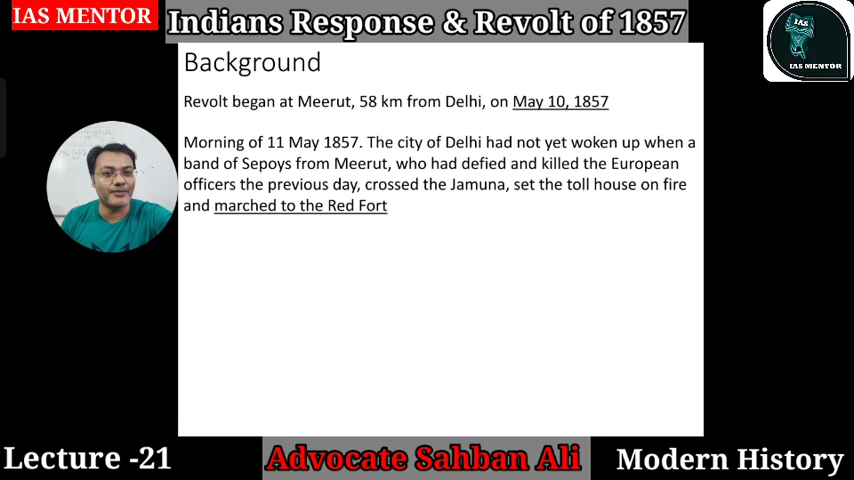 IAS MENTOR
Indians Response & Revolt of 1857
IAS
IAS MENTOR
Background
Revolt began at Meerut, 58 km from Delhi, on May 10, 1857
Morning of 11 May 1857. The city of Delhi had not yet woken up when a
band of Sepoys from Meerut, who had defied and killed the European
officers the previous day, crossed the Jamuna, set the toll house on fire
and marched to the Red Fort
Lecture -21
Advocate Sahban Ali
Modern History